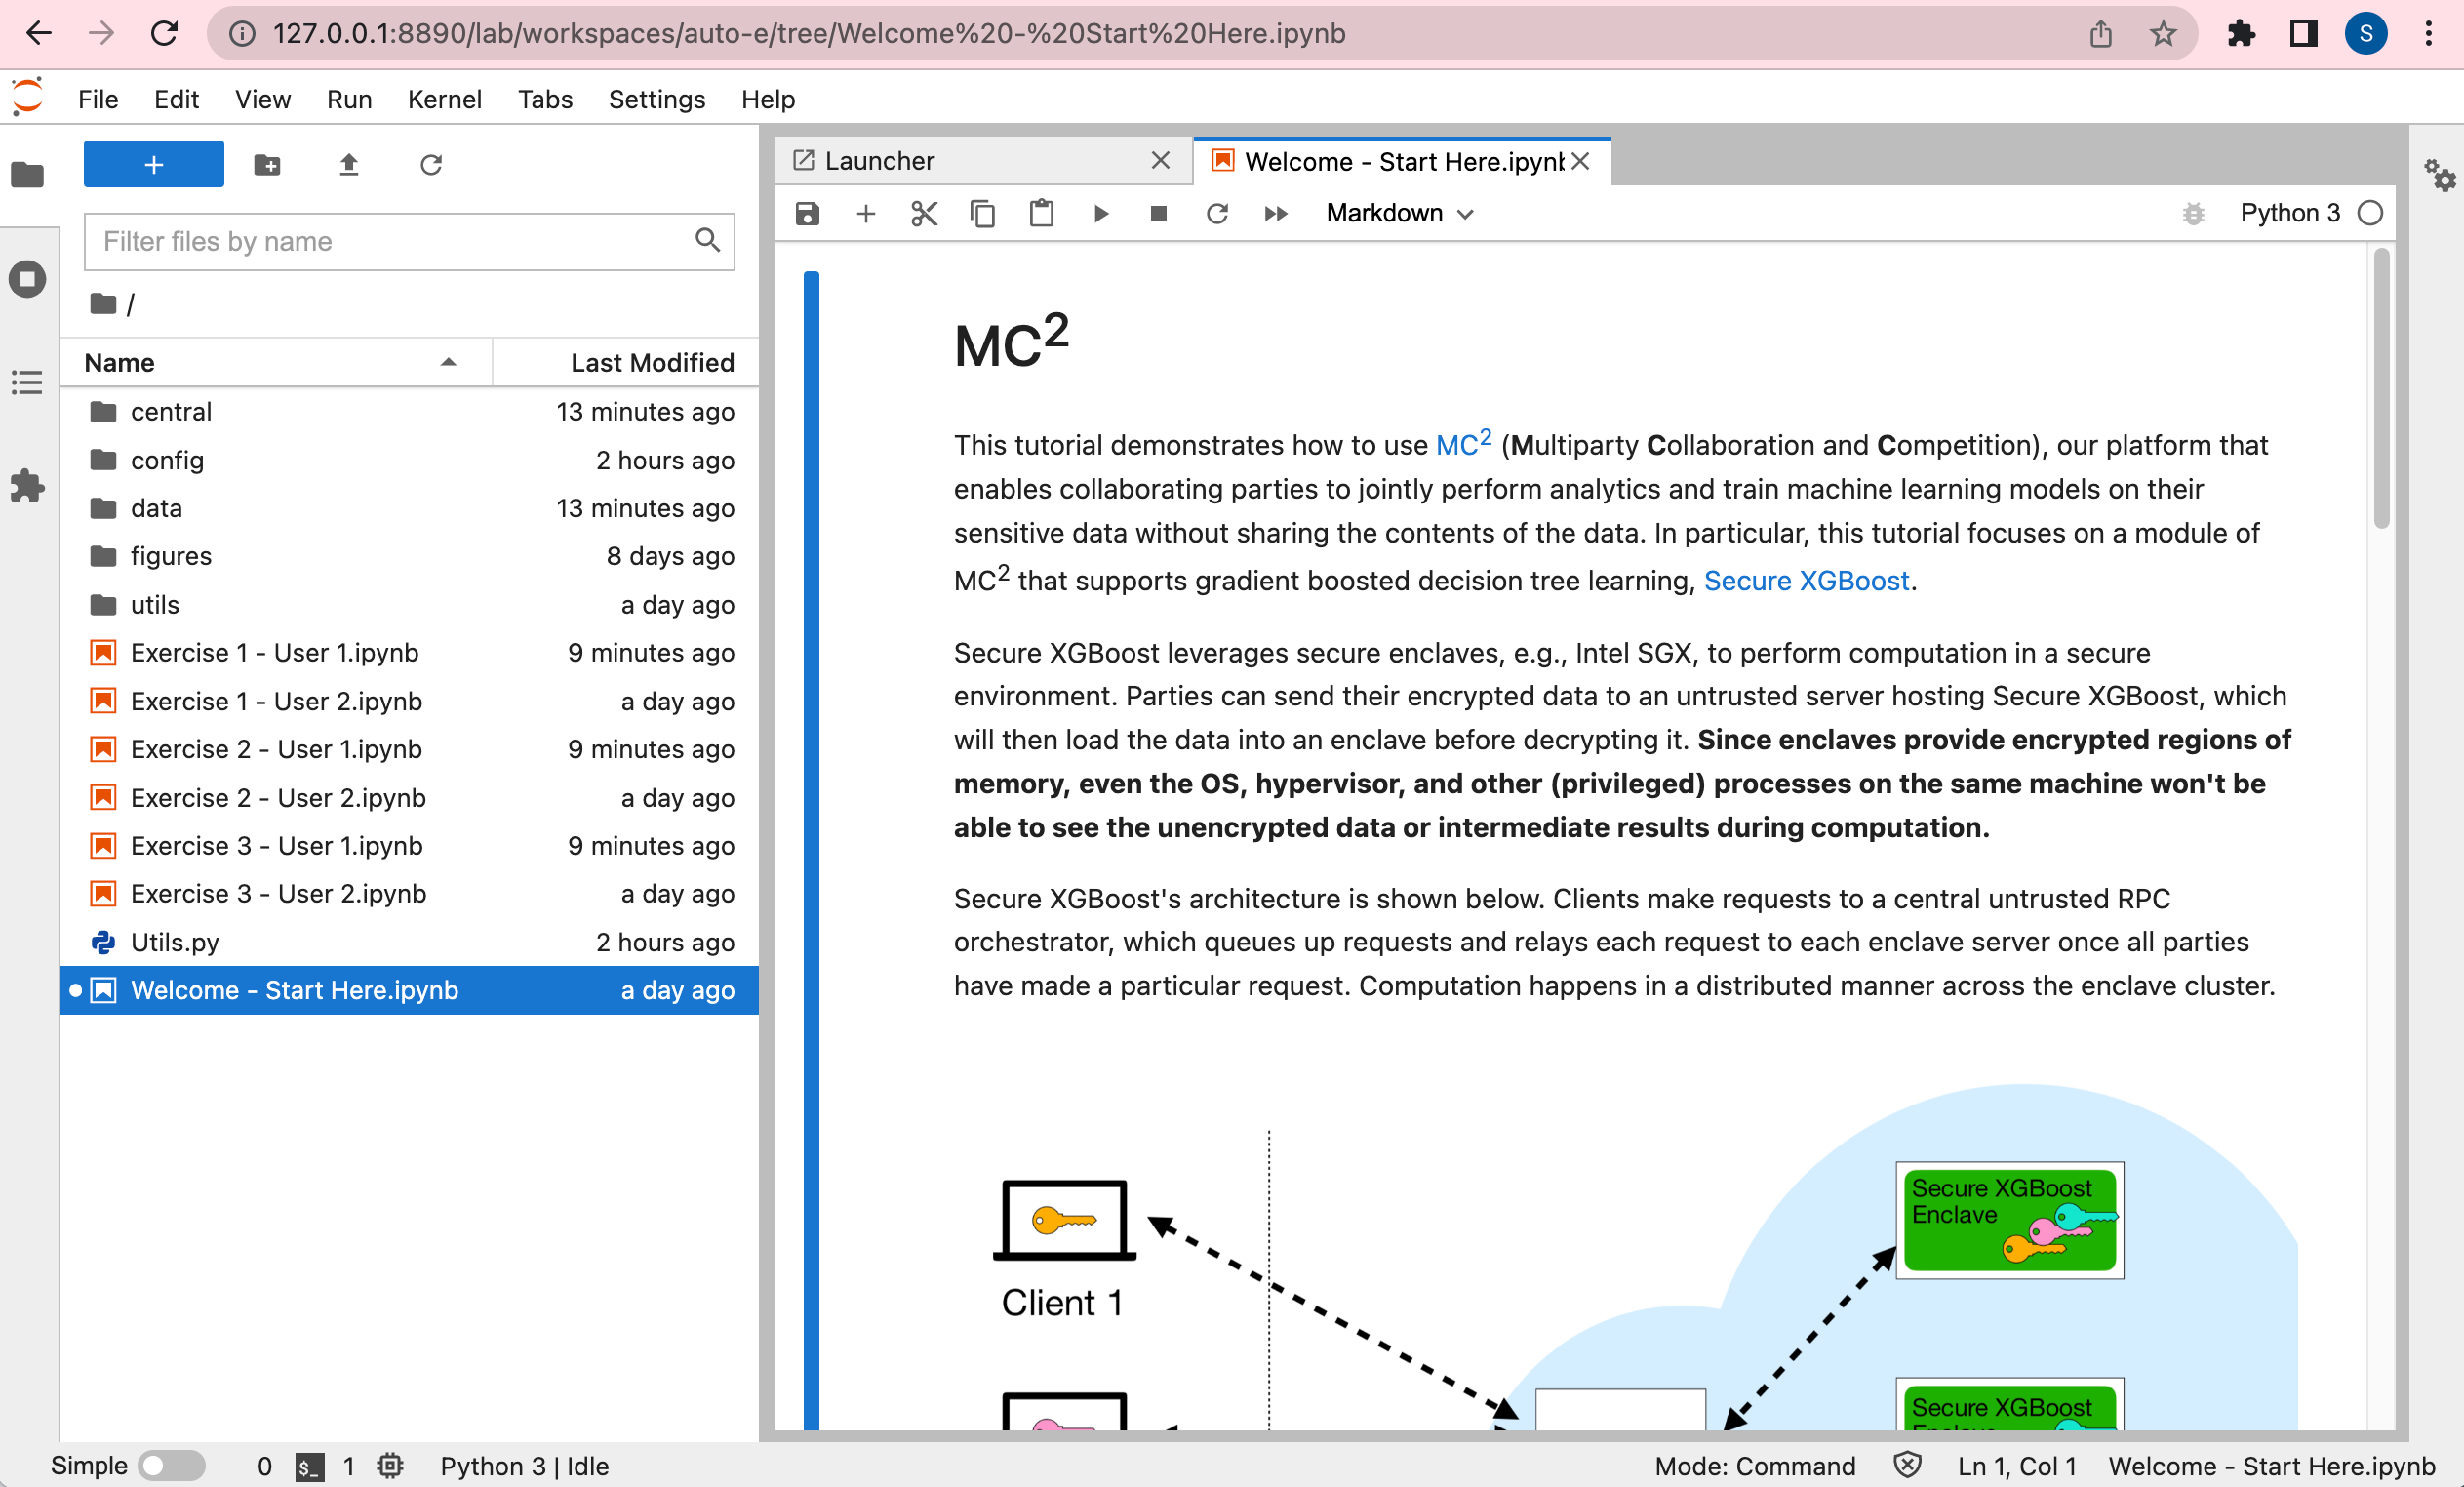 127.0.0.1:8890/lab/workspaces/auto-e/tree/Welcome%20-%20Start%20Here.ipynb
S
File Edit View Run Kernel Tabs Settings Help
+
Launcher
Welcome - Start Here.ipynb
Filter files by name
Markdown
Python 3
/
Name Last Modified
central 13 minutes ago
config 2 hours ago
data 13 minutes ago
figures 8 days ago
utils a day ago
Exercise 1 - User 1.ipynb 9 minutes ago
Exercise 1 - User 2.ipynb a day ago
Exercise 2 - User 1.ipynb 9 minutes ago
Exercise 2 - User 2.ipynb a day ago
Exercise 3 - User 1.ipynb 9 minutes ago
Exercise 3 - User 2.ipynb a day ago
Utils.py 2 hours ago
Welcome - Start Here.ipynb a day ago
MC²
This tutorial demonstrates how to use MC² (Multiparty Collaboration and Competition), our platform that
enables collaborating parties to jointly perform analytics and train machine learning models on their
sensitive data without sharing the contents of the data. In particular, this tutorial focuses on a module of
MC² that supports gradient boosted decision tree learning, Secure XGBoost.
Secure XGBoost leverages secure enclaves, e.g., Intel SGX, to perform computation in a secure
environment. Parties can send their encrypted data to an untrusted server hosting Secure XGBoost, which
will then load the data into an enclave before decrypting it. Since enclaves provide encrypted regions of
memory, even the OS, hypervisor, and other (privileged) processes on the same machine won't be
able to see the unencrypted data or intermediate results during computation.
Secure XGBoost's architecture is shown below. Clients make requests to a central untrusted RPC
orchestrator, which queues up requests and relays each request to each enclave server once all parties
have made a particular request. Computation happens in a distributed manner across the enclave cluster.
Secure XGBoost
Enclave
Client 1
Secure XGBoost
Simple 0 $_ 1 Python 3 | Idle
Mode: Command Ln 1, Col 1 Welcome - Start Here.ipynb